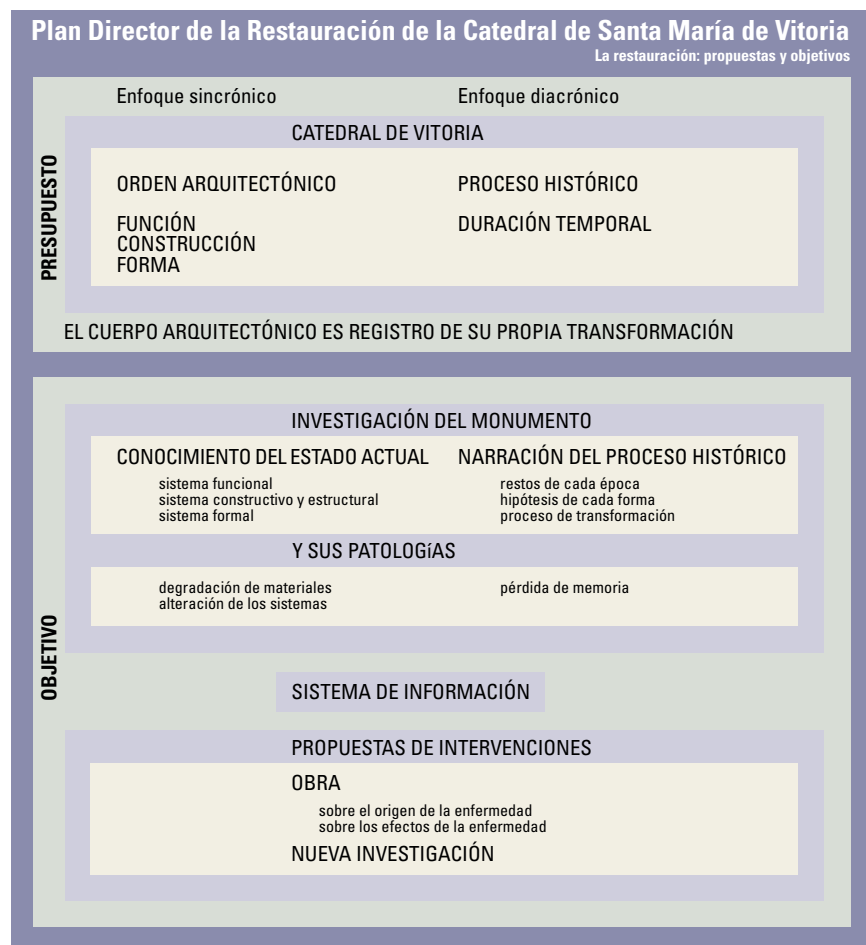 Plan Director de la Restauración de la Catedral de Santa María de Vitoria
La restauración: propuestas y objetivos
Enfoque sincrónico Enfoque diacrónico
CATEDRAL DE VITORIA
PRESUPUESTO
ORDEN ARQUITECTÓNICO PROCESO HISTÓRICO
FUNCIÓN DURACIÓN TEMPORAL
CONSTRUCCIÓN
FORMA
EL CUERPO ARQUITECTÓNICO ES REGISTRO DE SU PROPIA TRANSFORMACIÓN
OBJETIVO
INVESTIGACIÓN DEL MONUMENTO
CONOCIMIENTO DEL ESTADO ACTUAL NARRACIÓN DEL PROCESO HISTÓRICO
sistema funcional restos de cada época
sistema constructivo y estructural hipótesis de cada forma
sistema formal proceso de transformación
Y SUS PATOLOGíAS
degradación de materiales pérdida de memoria
alteración de los sistemas
SISTEMA DE INFORMACIÓN
PROPUESTAS DE INTERVENCIONES
OBRA
sobre el origen de la enfermedad
sobre los efectos de la enfermedad
NUEVA INVESTIGACIÓN